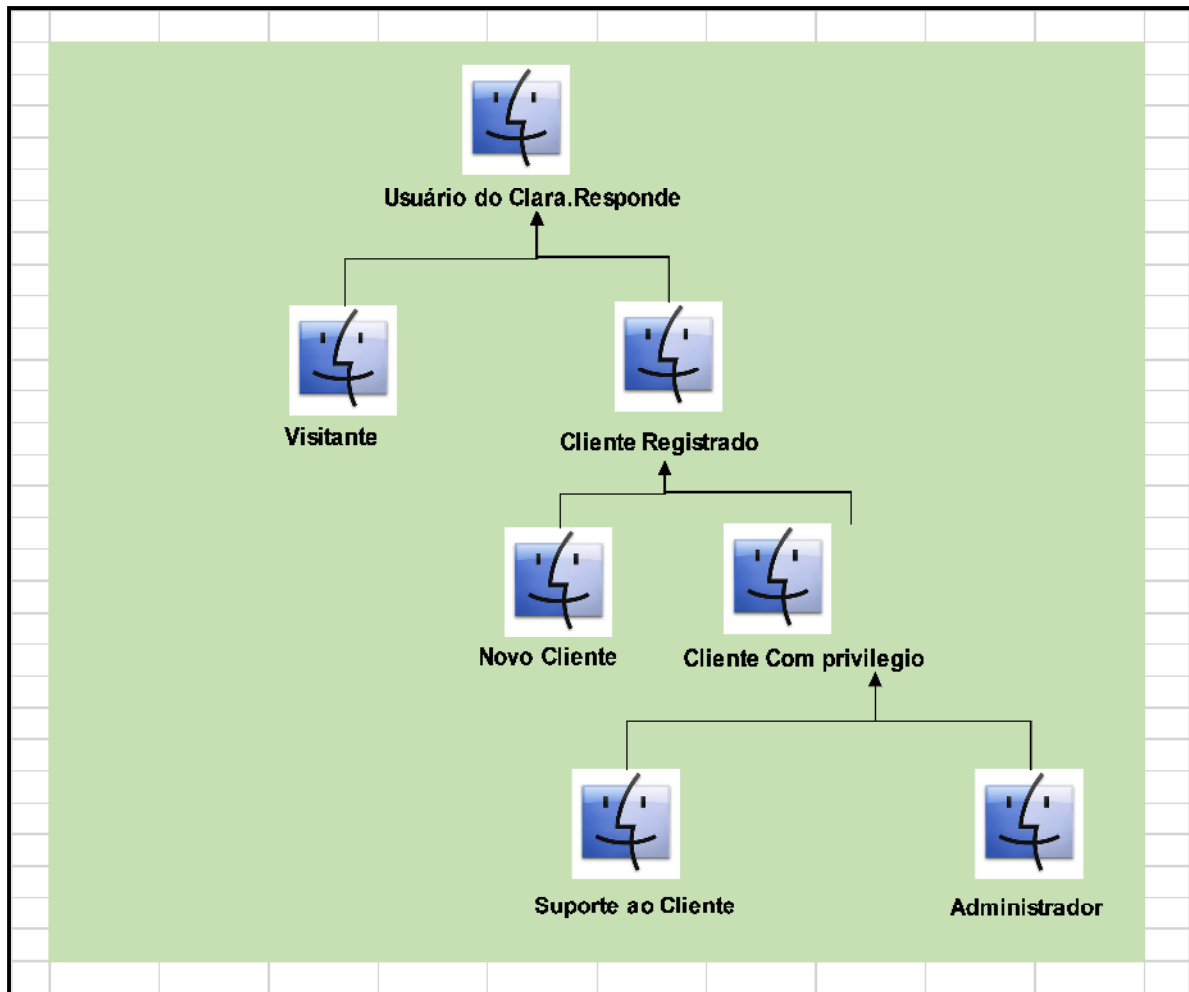 Usuário do Clara.Responde
Visitante
Cliente Registrado
Novo Cliente
Cliente Com privilegio
Suporte ao Cliente
Administrador